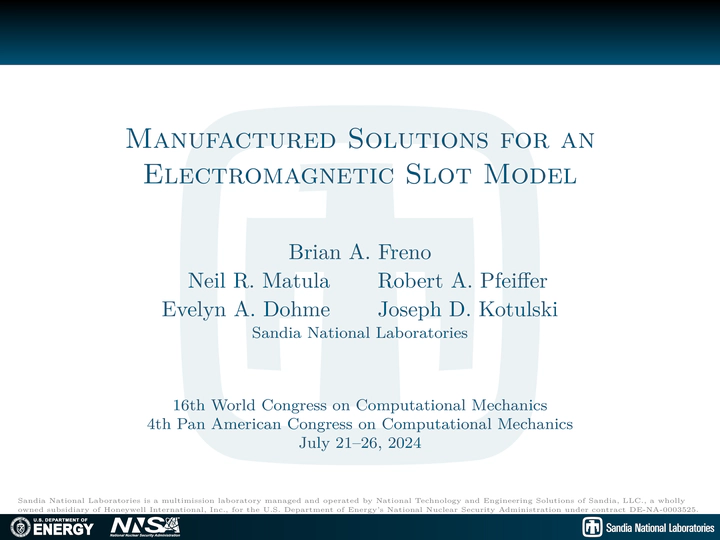 Manufactured Solutions for an
Electromagnetic Slot Model
Brian A. Freno
Neil R. Matula Robert A. Pfeiffer
Evelyn A. Dohme Joseph D. Kotulski
Sandia National Laboratories
16th World Congress on Computational Mechanics
4th Pan American Congress on Computational Mechanics
July 21–26, 2024
Sandia National Laboratories is a multimission laboratory managed and operated by National Technology and Engineering Solutions of Sandia, LLC., a wholly
owned subsidiary of Honeywell International, Inc., for the U.S. Department of Energy's National Nuclear Security Administration under contract DE-NA-0003525.
U.S. DEPARTMENT OF
ENERGY
NNSA
National Nuclear Security Administration
Sandia National Laboratories